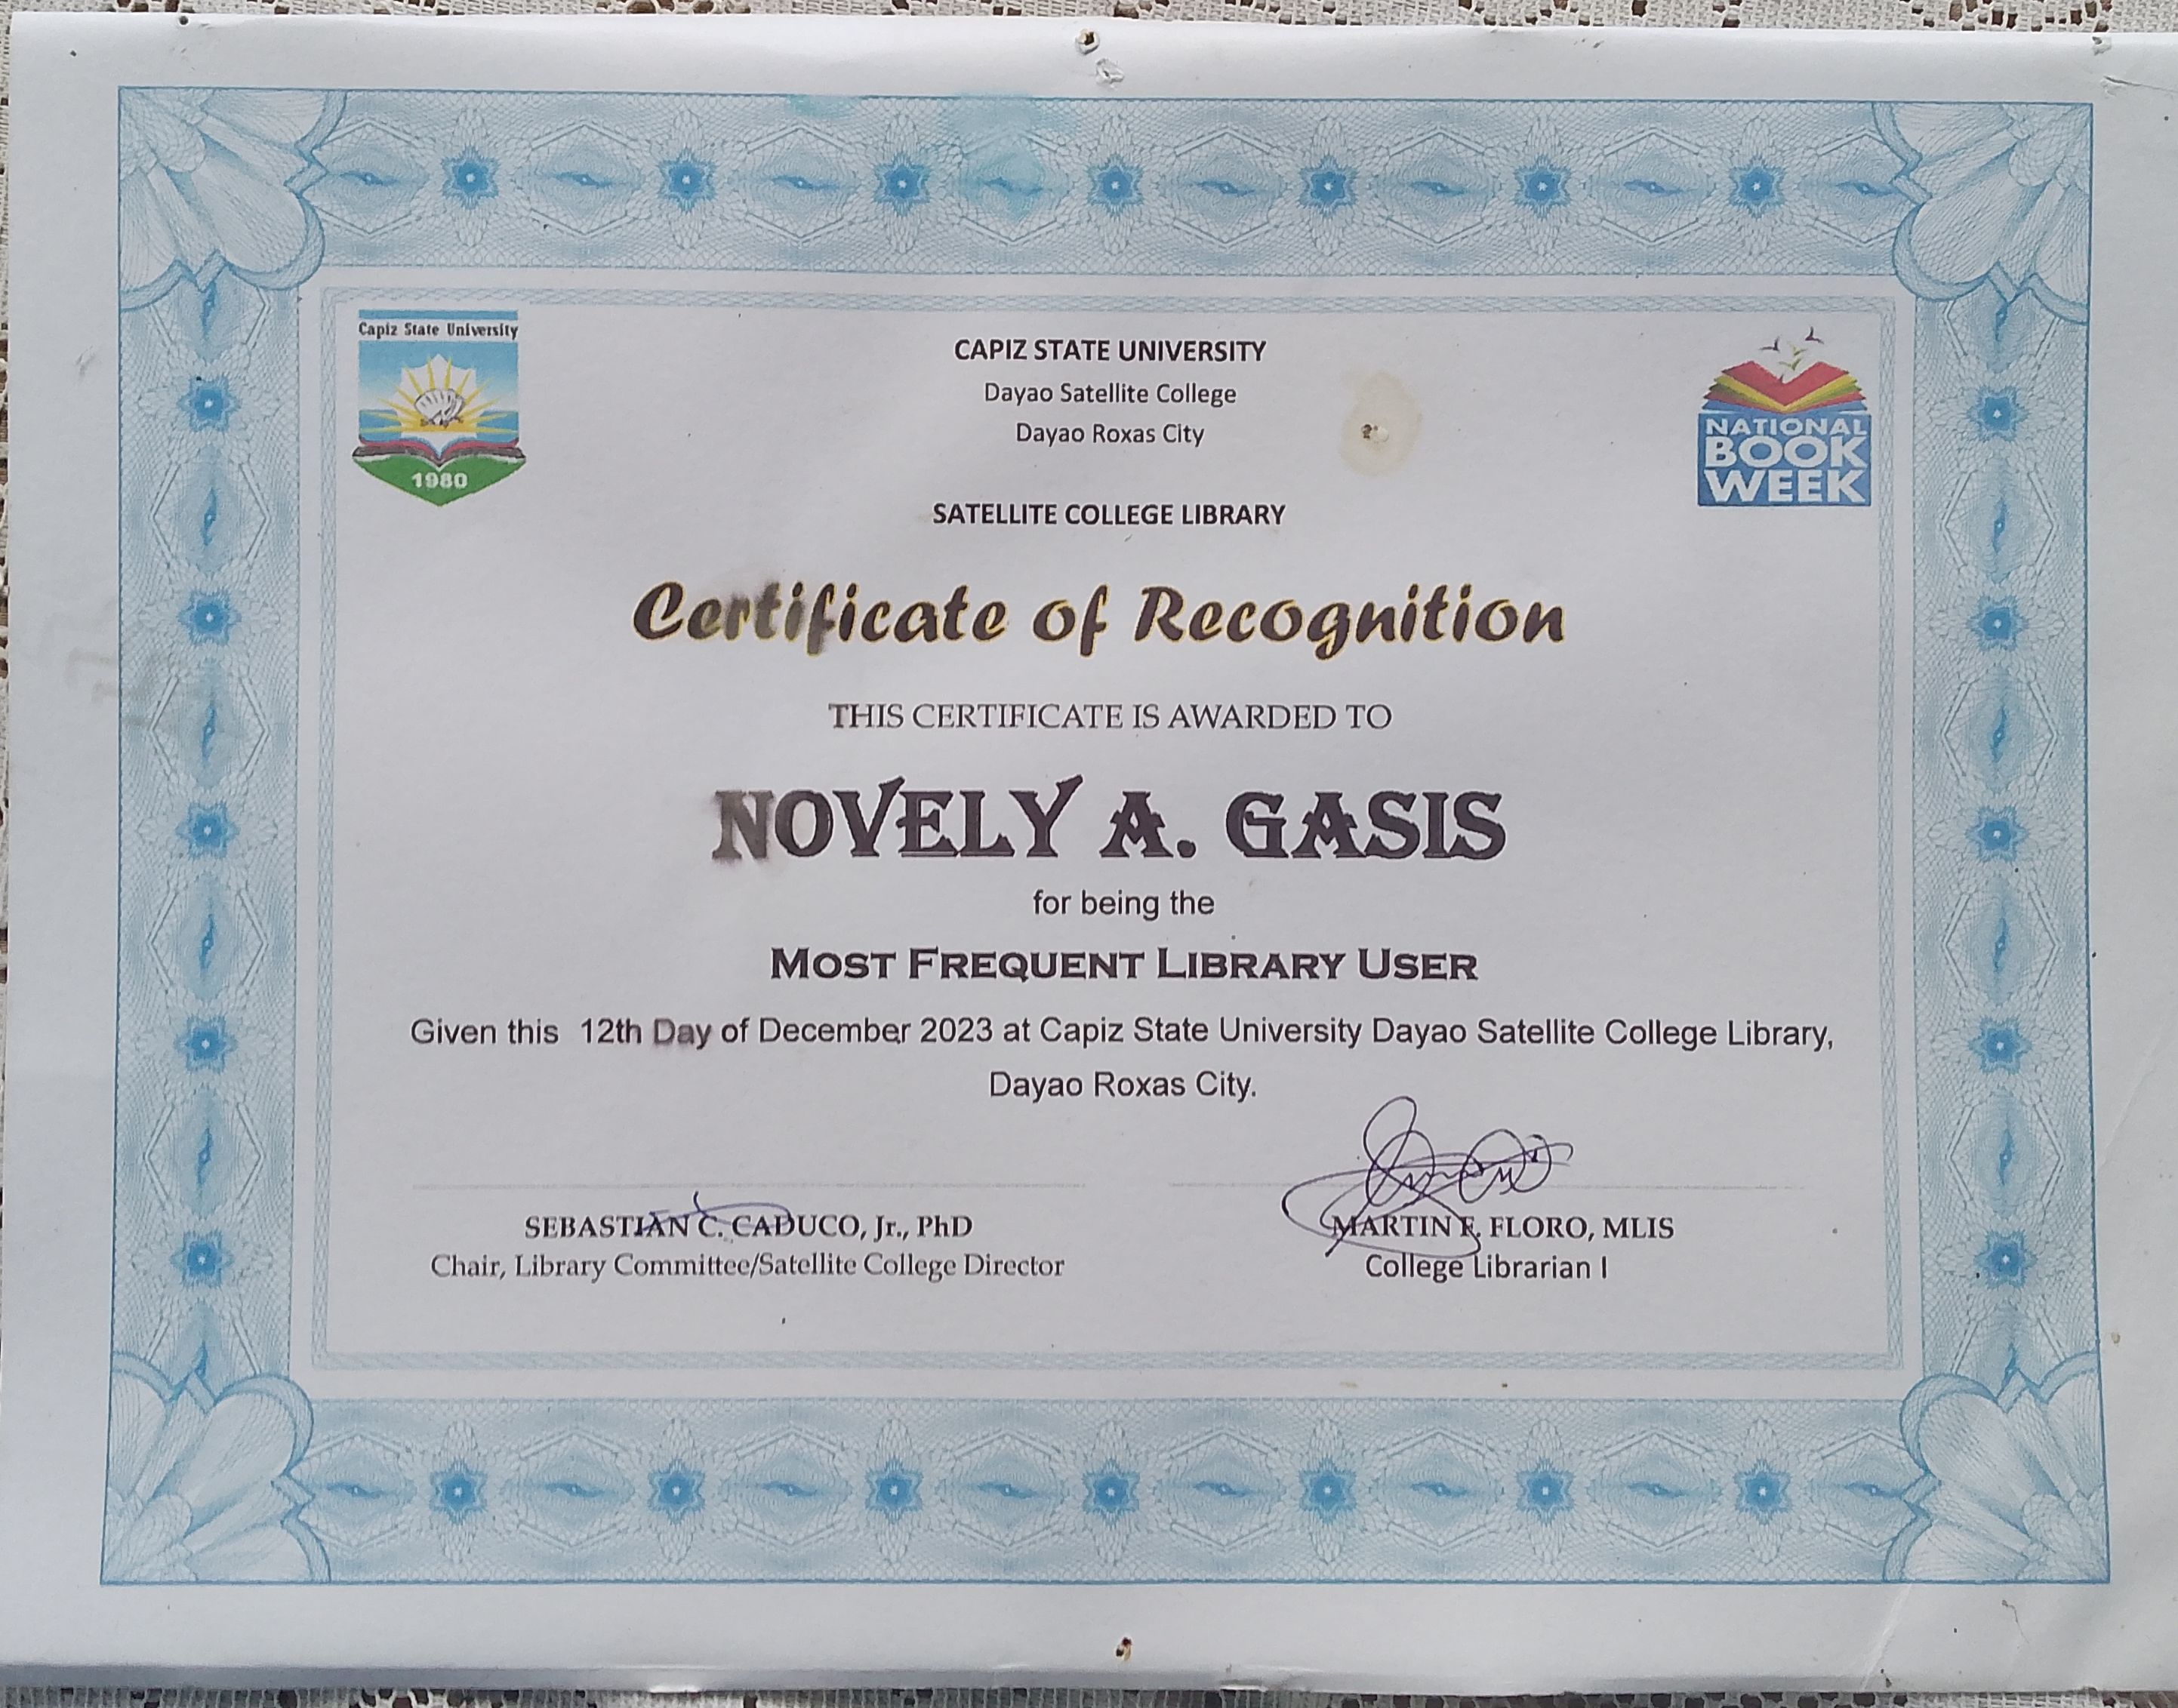 Capiz State University
1980
CAPIZ STATE UNIVERSITY
Dayao Satellite College
Dayao Roxas City
NATIONAL
BOOK
WEEK
SATELLITE COLLEGE LIBRARY
Certificate of Recognition
THIS CERTIFICATE IS AWARDED TO
NOVELY A. GASIS
for being the
MOST FREQUENT LIBRARY USER
Given this 12th Day of December 2023 at Capiz State University Dayao Satellite College Library,
Dayao Roxas City.
SEBASTIAN C. CADUCO, Jr., PhD
Chair, Library Committee/Satellite College Director
MARTIN F. FLORO, MLIS
College Librarian I